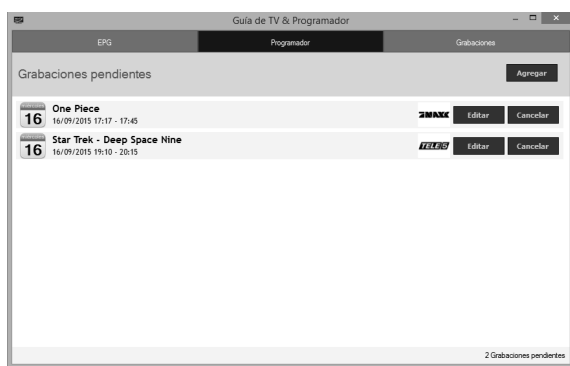 Guía de TV & Programador
EPG
Programador
Grabaciones
Grabaciones pendientes
Agregar
16
One Piece
16/09/2015 17:17 - 17:45
MAXX
Editar
Cancelar
16
Star Trek - Deep Space Nine
16/09/2015 19:10 - 20:15
TELE 5
Editar
Cancelar
2 Grabaciones pendientes